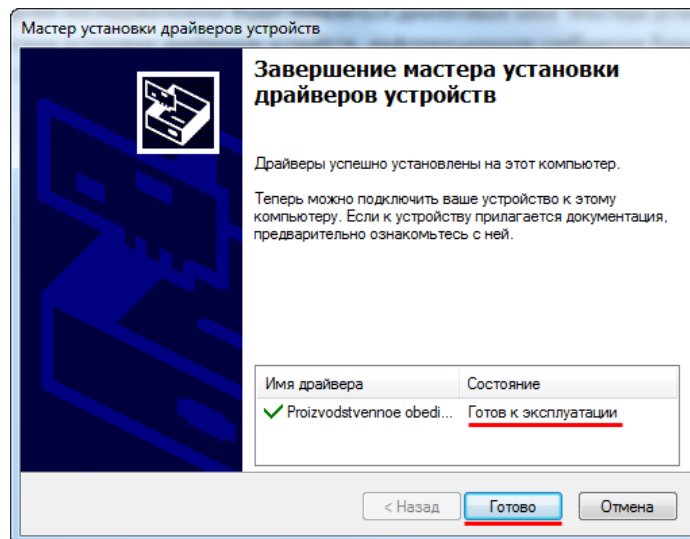 Мастер установки драйверов устройств
Завершение мастера установки
драйверов устройств
Драйверы успешно установлены на этот компьютер.
Теперь можно подключить ваше устройство к этому
компьютеру. Если к устройству прилагается документация,
предварительно ознакомьтесь с ней.
Имя драйвера Состояние
Proizvodstvennoe obedi... Готов к эксплуатации
< Назад Готово Отмена